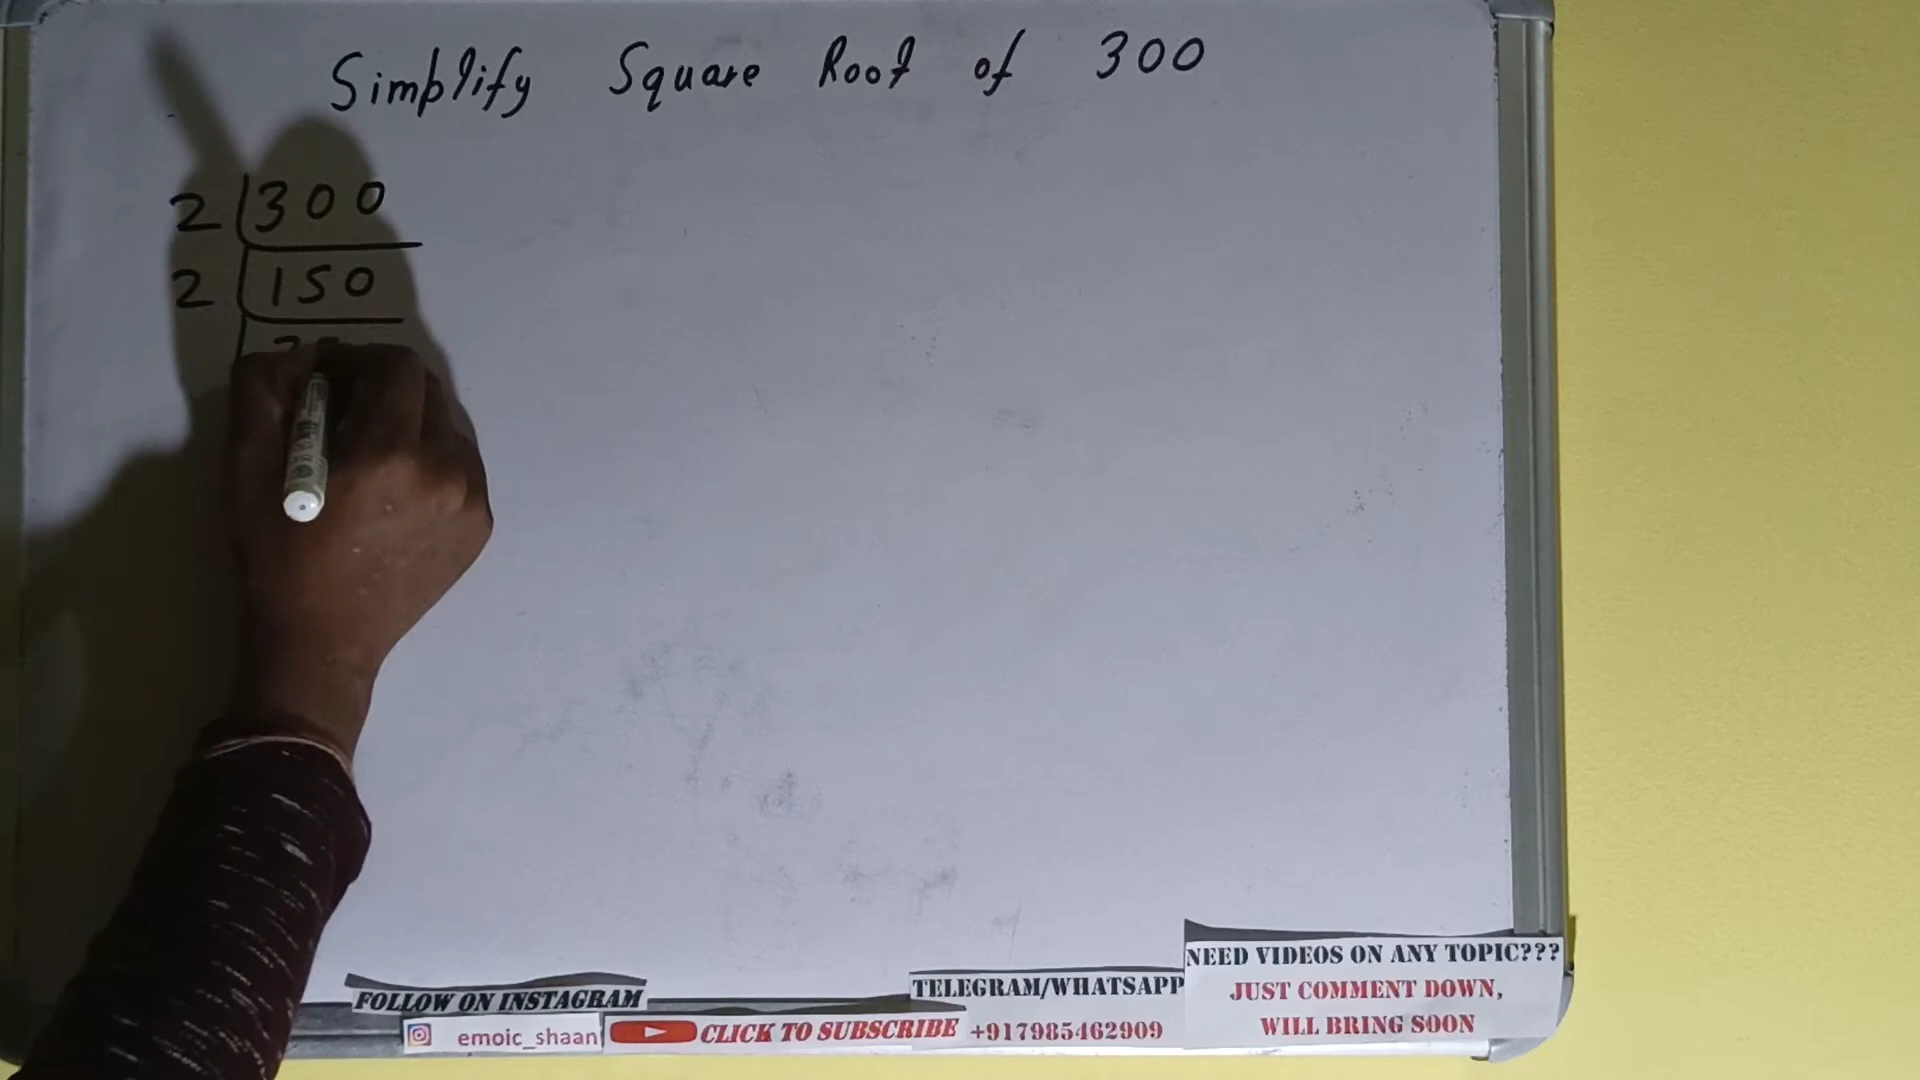 Simplify Square Root of 300
2 300
2 150
FOLLOW ON INSTAGRAM
emoic_shaan
CLICK TO SUBSCRIBE
TELEGRAM/WHATSAPP
+917985462909
NEED VIDEOS ON ANY TOPIC???
JUST COMMENT DOWN,
WILL BRING SOON